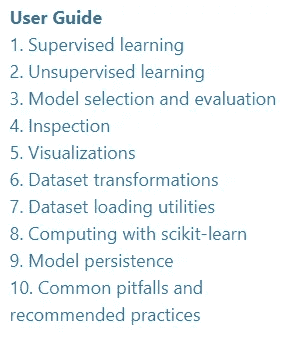 User Guide
1. Supervised learning
2. Unsupervised learning
3. Model selection and evaluation
4. Inspection
5. Visualizations
6. Dataset transformations
7. Dataset loading utilities
8. Computing with scikit-learn
9. Model persistence
10. Common pitfalls and
recommended practices